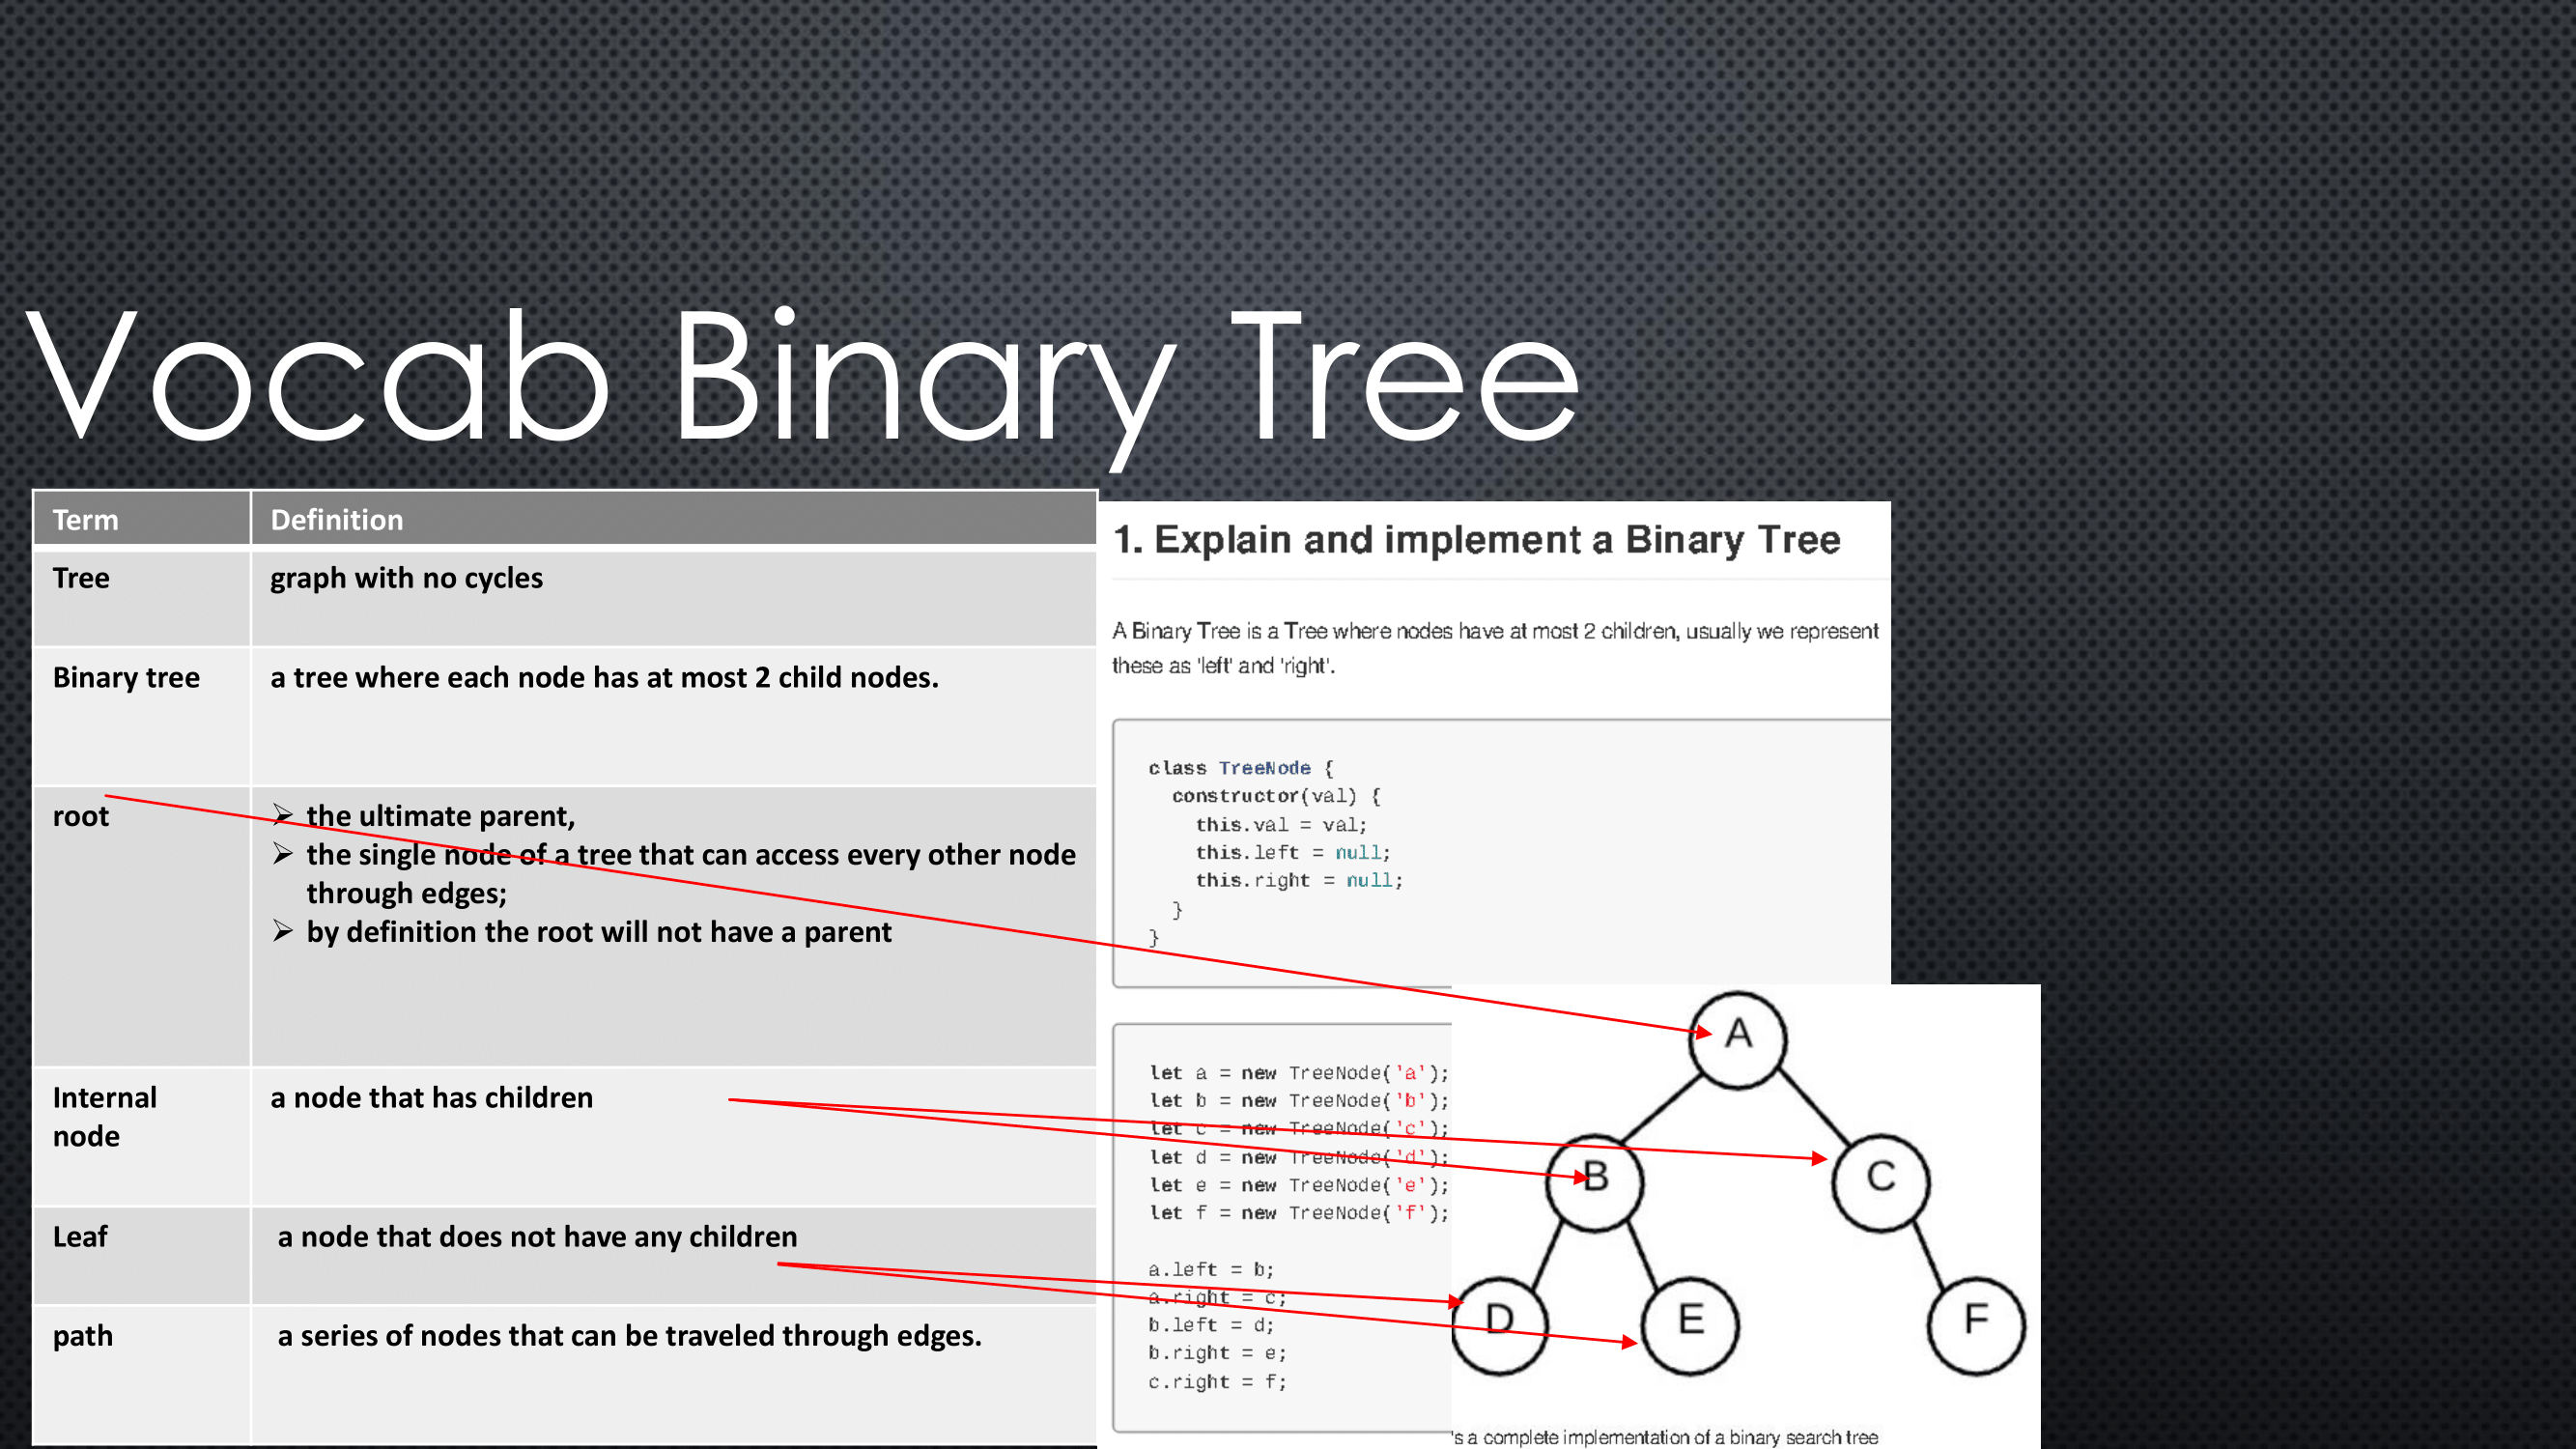 Vocab Binary Tree
Term Definition
Tree graph with no cycles
Binary tree a tree where each node has at most 2 child nodes.
root ➢ the ultimate parent,
➢ the single node of a tree that can access every other node
through edges;
➢ by definition the root will not have a parent
Internal a node that has children
node
Leaf a node that does not have any children
path a series of nodes that can be traveled through edges.
1. Explain and implement a Binary Tree
A Binary Tree is a Tree where nodes have at most 2 children, usually we represent
these as 'left' and 'right'.
class TreeNode {
constructor(val) {
this.val = val;
this.left = null;
this.right = null;
}
}
let a = new TreeNode('a');
let b = new TreeNode('b');
let c = new TreeNode('c');
let d = new TreeNode('d');
let e = new TreeNode('e');
let f = new TreeNode('f');
a.left = b;
a.right = c;
b.left = d;
b.right = e;
c.right = f;
A
B C
D E F
's a complete implementation of a binary search tree